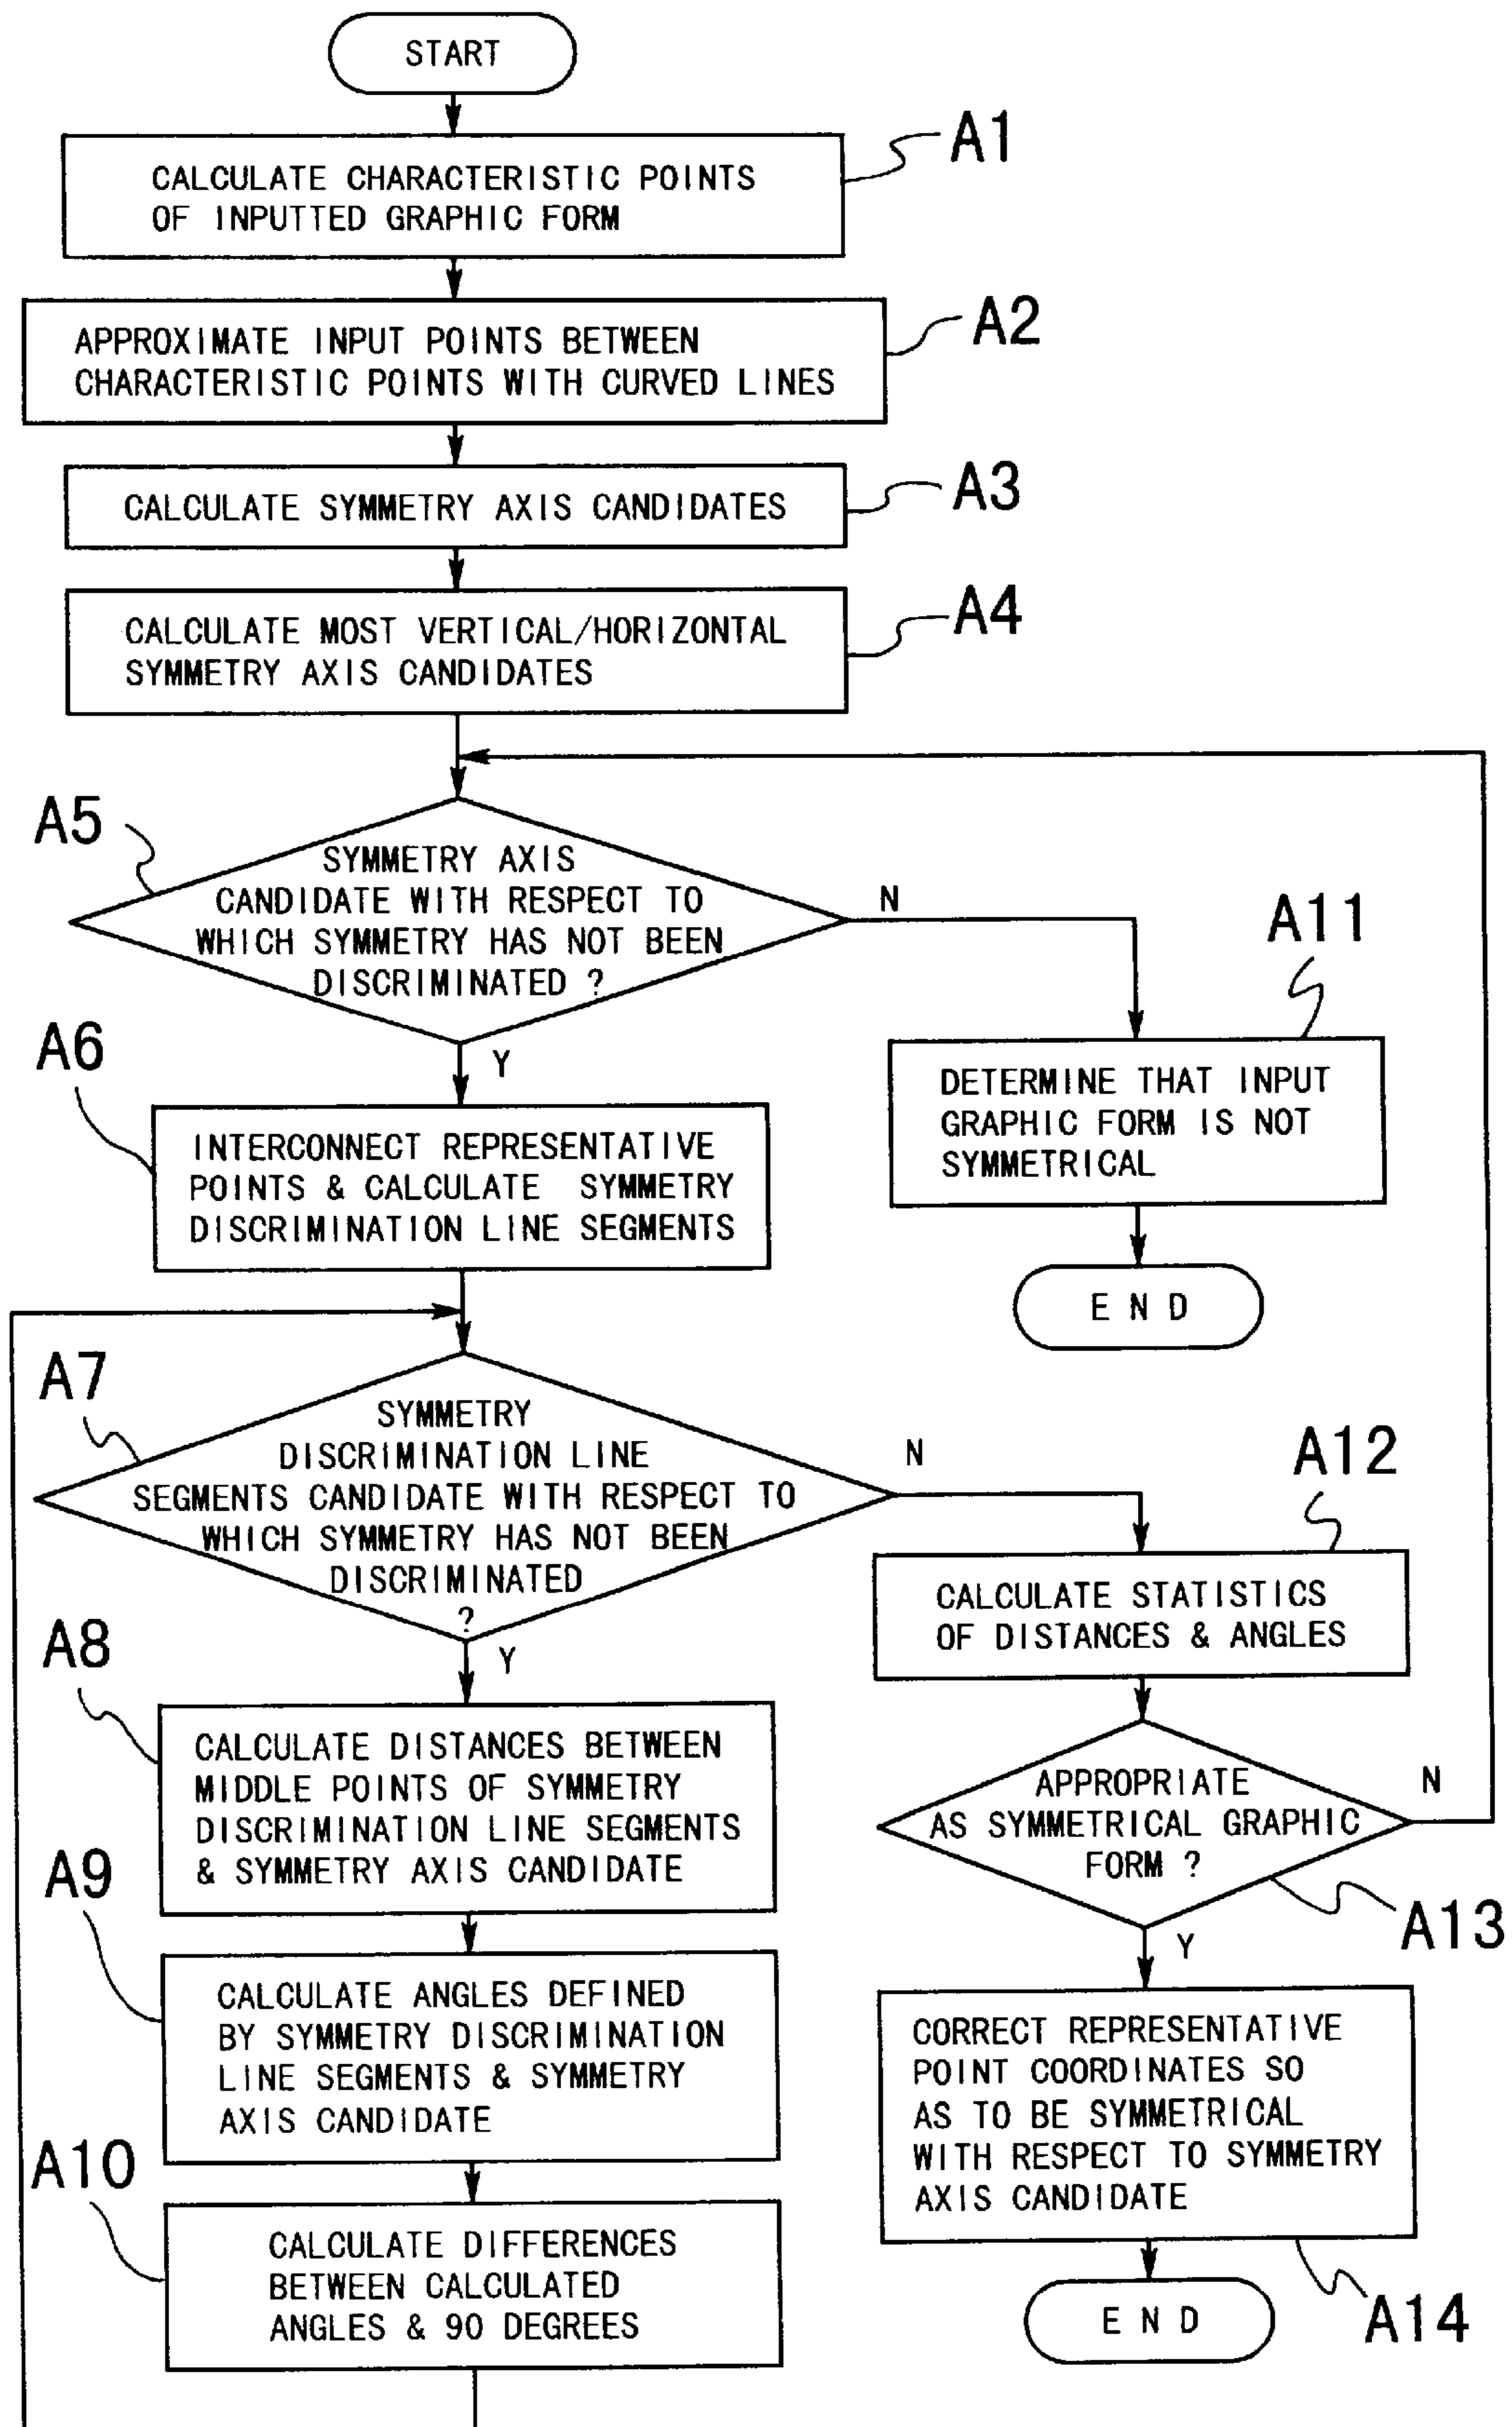 START
A1
CALCULATE CHARACTERISTIC POINTS
OF INPUTTED GRAPHIC FORM
A2
APPROXIMATE INPUT POINTS BETWEEN
CHARACTERISTIC POINTS WITH CURVED LINES
A3
CALCULATE SYMMETRY AXIS CANDIDATES
A4
CALCULATE MOST VERTICAL/HORIZONTAL
SYMMETRY AXIS CANDIDATES
A5
SYMMETRY AXIS
CANDIDATE WITH RESPECT TO
WHICH SYMMETRY HAS NOT BEEN
DISCRIMINATED ?
N
Y
A11
DETERMINE THAT INPUT
GRAPHIC FORM IS NOT
SYMMETRICAL
END
A6
INTERCONNECT REPRESENTATIVE
POINTS & CALCULATE SYMMETRY
DISCRIMINATION LINE SEGMENTS
A7
SYMMETRY
DISCRIMINATION LINE
SEGMENTS CANDIDATE WITH RESPECT TO
WHICH SYMMETRY HAS NOT BEEN
DISCRIMINATED
?
N
Y
A12
CALCULATE STATISTICS
OF DISTANCES & ANGLES
A8
CALCULATE DISTANCES BETWEEN
MIDDLE POINTS OF SYMMETRY
DISCRIMINATION LINE SEGMENTS
& SYMMETRY AXIS CANDIDATE
APPROPRIATE
AS SYMMETRICAL GRAPHIC
FORM ?
N
A13
Y
A9
CALCULATE ANGLES DEFINED
BY SYMMETRY DISCRIMINATION
LINE SEGMENTS & SYMMETRY
AXIS CANDIDATE
CORRECT REPRESENTATIVE
POINT COORDINATES SO
AS TO BE SYMMETRICAL
WITH RESPECT TO SYMMETRY
AXIS CANDIDATE
A10
CALCULATE DIFFERENCES
BETWEEN CALCULATED
ANGLES & 90 DEGREES
A14
END